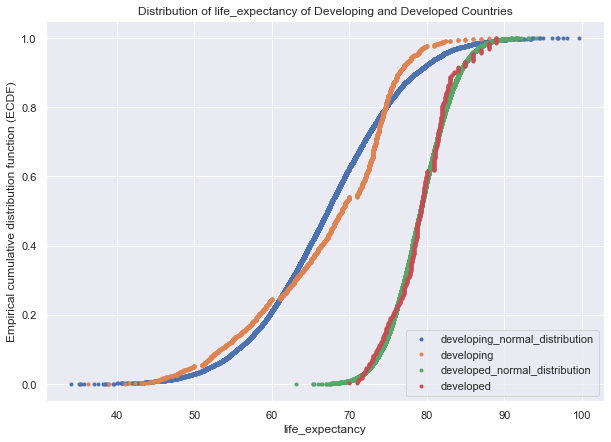 Distribution of life_expectancy of Developing and Developed Countries
Empirical cumulative distribution function (ECDF)
1.0
0.8
0.6
0.4
0.2
0.0
40
50
60
70
80
90
100
life_expectancy
developing_normal_distribution
developing
developed_normal_distribution
developed